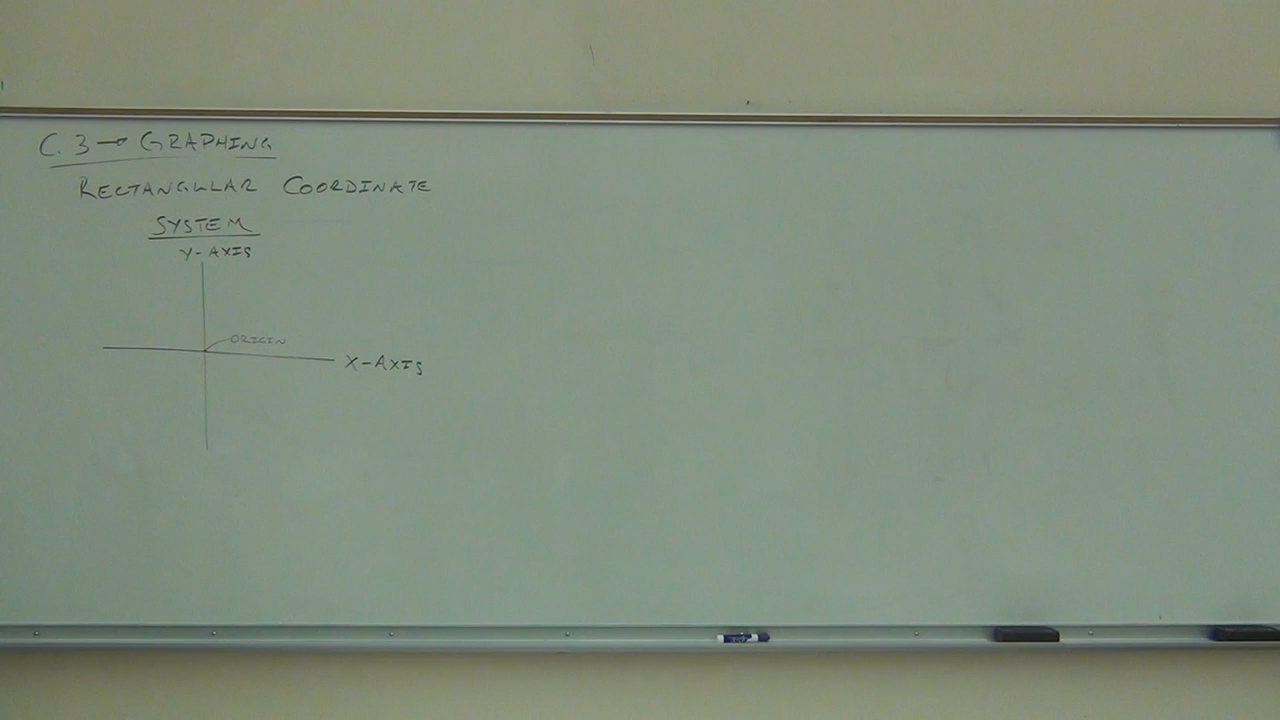 C.3→GRAPHING
RECTANGULAR COORDINATE
SYSTEM
Y-AXIS
ORIGIN
X-AXIS